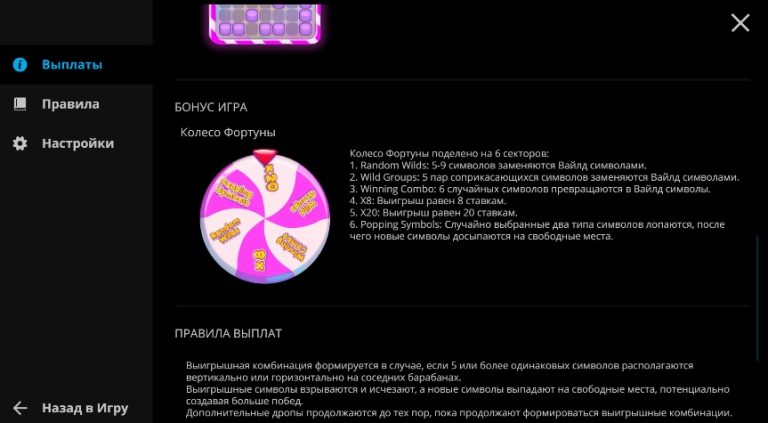 Выплаты
Правила
Настройки
Назад в Игру
БОНУС ИГРА
Колесо Фортуны
X20
Random
Wilds
8X
Колесо Фортуны поделено на 6 секторов:
1. Random Wilds: 5-9 символов заменяются Вайлд символами.
2. Wild Groups: 5 пар соприкасающихся символов заменяются Вайлд символами.
3. Winning Combo: 6 случайных символов превращаются в Вайлд символы.
4. X8: Выигрыш равен 8 ставкам.
5. X20: Выигрыш равен 20 ставкам.
6. Popping Symbols: Случайно выбранные два типа символов лопаются, после
чего новые символы досыпаются на свободные места.
ПРАВИЛА ВЫПЛАТ
Выигрышная комбинация формируется в случае, если 5 или более одинаковых символов располагаются
вертикально или горизонтально на соседних барабанах.
Выигрышные символы взрываются и исчезают, а новые символы выпадают на свободные места, потенциально
создавая больше побед.
Дополнительные дропы продолжаются до тех пор, пока продолжают формироваться выигрышные комбинации.